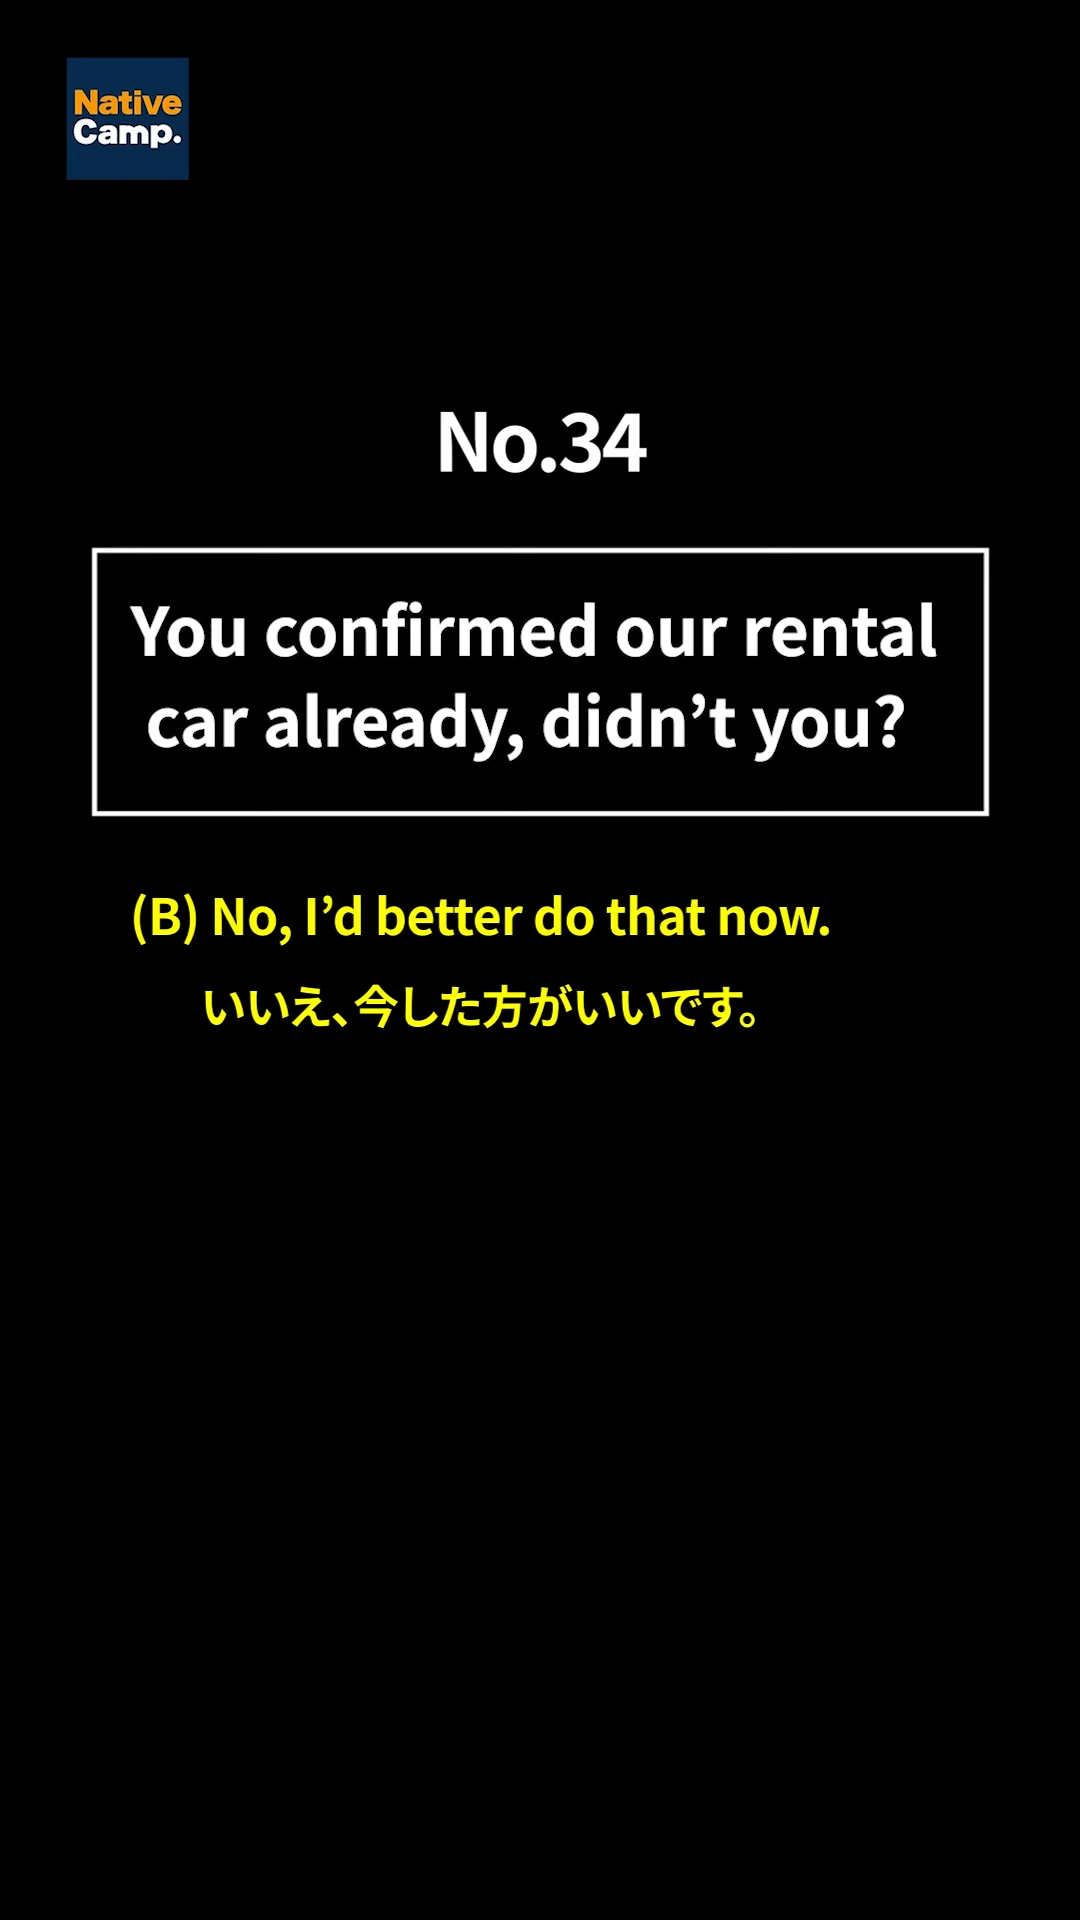 Native
Camp.
No.34
You confirmed our rental
car already, didn’t you?
(B) No, I’d better do that now.
いいえ、今した方がいいです。